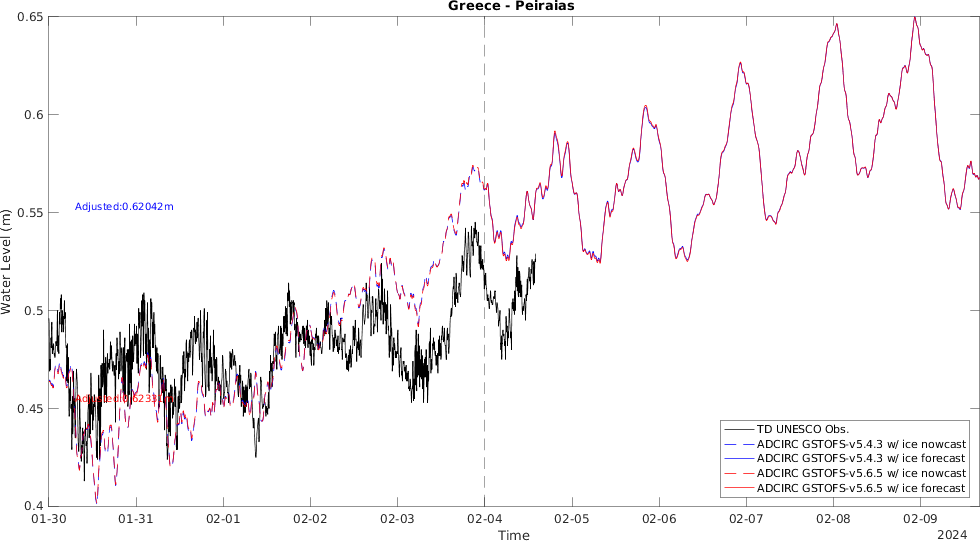 Greece - Peiraias
0.65
0.6
0.55
0.5
0.45
0.4
Water Level (m)
Adjusted:0.62042m
01-30
01-31
02-01
02-02
02-03
02-04
02-05
02-06
02-07
02-08
02-09
Time
2024
TD UNESCO Obs.
ADCIRC GSTOFS-v5.4.3 w/ ice nowcast
ADCIRC GSTOFS-v5.4.3 w/ ice forecast
ADCIRC GSTOFS-v5.6.5 w/ ice nowcast
ADCIRC GSTOFS-v5.6.5 w/ ice forecast